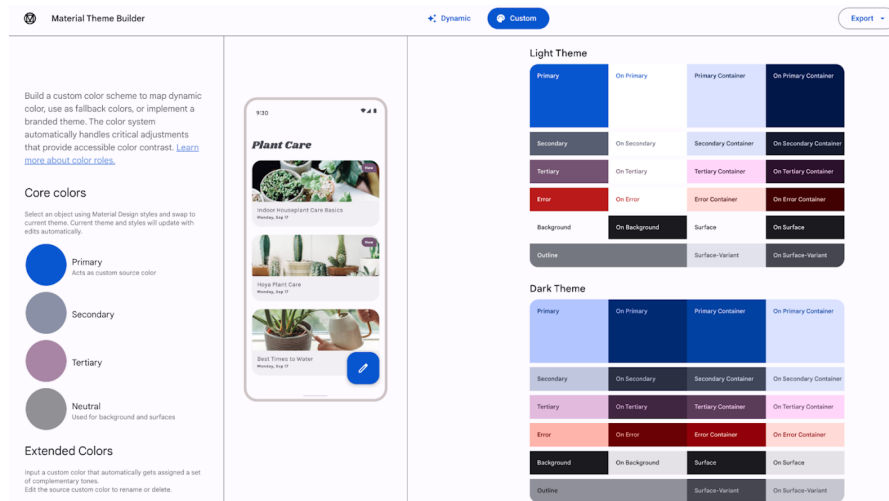 Material Theme Builder
Dynamic
Custom
Export
Build a custom color scheme to map dynamic
color, use as fallback colors, or implement a
branded theme. The color system
automatically handles critical adjustments
that provide accessible color contrast. Learn
more about color roles.
Core colors
Select an object using Material Design styles and swap to
current theme. Current theme and styles will update with
edits automatically.
Primary
Acts as custom source color
Secondary
Tertiary
Neutral
Used for background and surfaces
Extended Colors
Input a custom color that automatically gets assigned a set
of complementary tones.
Edit the source custom color to rename or delete.
9:30
Plant Care
New
Indoor Houseplant Care Basics
Monday, Sep 17
New
Hoya Plant Care
Monday, Sep 17
Best Times to Water
Monday, Sep 17
Light Theme
Primary
On Primary
Primary Container
On Primary Container
Secondary
On Secondary
Secondary Container
On Secondary Container
Tertiary
On Tertiary
Tertiary Container
On Tertiary Container
Error
On Error
Error Container
On Error Container
Background
On Background
Surface
On Surface
Outline
Surface-Variant
On Surface-Variant
Dark Theme
Primary
On Primary
Primary Container
On Primary Container
Secondary
On Secondary
Secondary Container
On Secondary Container
Tertiary
On Tertiary
Tertiary Container
On Tertiary Container
Error
On Error
Error Container
On Error Container
Background
On Background
Surface
On Surface
Outline
Surface-Variant
On Surface-Variant